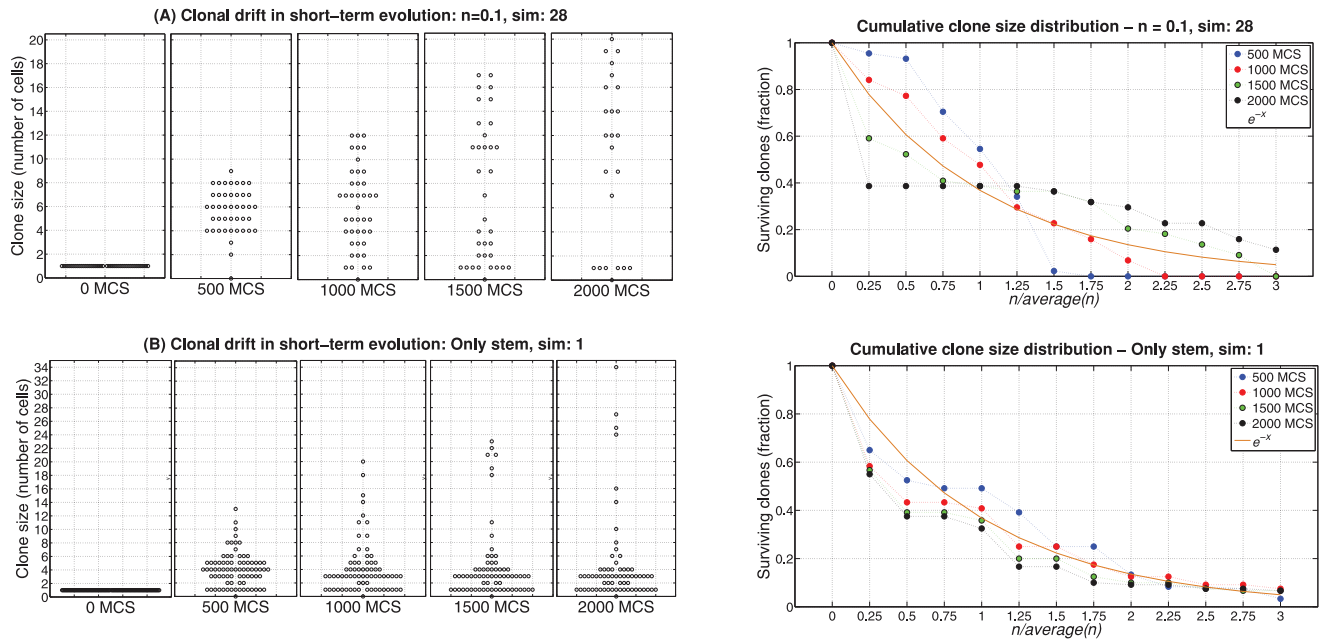 (A) Clonal drift in short–term evolution: n=0.1, sim: 28
Clone size (number of cells)
20
18
16
14
12
10
8
6
4
2
0
0 MCS 500 MCS 1000 MCS 1500 MCS 2000 MCS
Cumulative clone size distribution – n = 0.1, sim: 28
Surviving clones (fraction)
1
0.8
0.6
0.4
0.2
0
500 MCS
1000 MCS
1500 MCS
2000 MCS
e^{-x}
0 0.25 0.5 0.75 1 1.25 1.5 1.75 2 2.25 2.5 2.75 3
n/average(n)
(B) Clonal drift in short–term evolution: Only stem, sim: 1
Clone size (number of cells)
34
32
30
28
26
24
22
20
18
16
14
12
10
8
6
4
2
0
0 MCS 500 MCS 1000 MCS 1500 MCS 2000 MCS
Cumulative clone size distribution – Only stem, sim: 1
Surviving clones (fraction)
1
0.8
0.6
0.4
0.2
0
500 MCS
1000 MCS
1500 MCS
2000 MCS
e^{-x}
0 0.25 0.5 0.75 1 1.25 1.5 1.75 2 2.25 2.5 2.75 3
n/average(n)